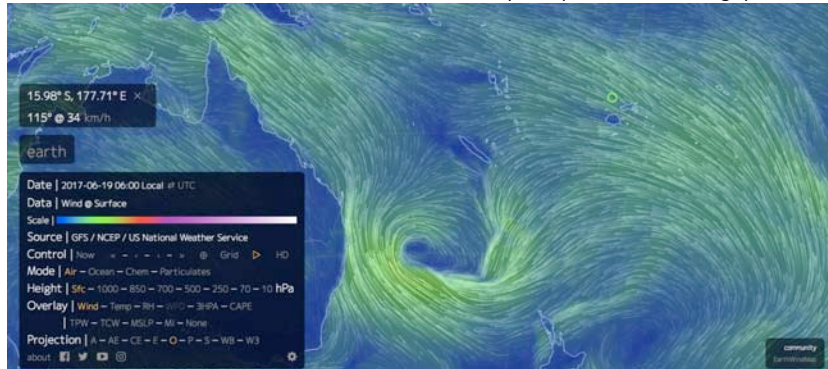 15.98° S, 177.71° E ×
115° @ 34 km/h
earth
Date | 2017-06-19 06:00 Local ⇄ UTC
Data | Wind @ Surface
Scale |
Source | GFS / NCEP / US National Weather Service
Control | Now « – ‹ – › – » ⊕ Grid ▷ HD
Mode | Air – Ocean – Chem – Particulates
Height | Sfc – 1000 – 850 – 700 – 500 – 250 – 70 – 10 hPa
Overlay | Wind – Temp – RH – WPD – 3HPA – CAPE
| TPW – TCW – MSLP – MI – None
Projection | A – AE – CE – E – O – P – S – WB – W3
about
community
EarthWindMap